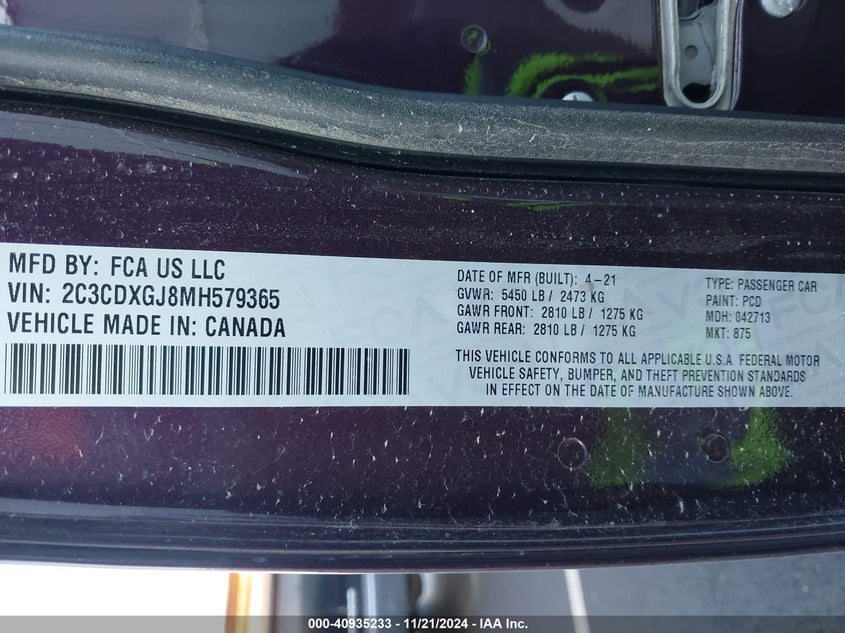 MFD BY: FCA US LLC
VIN: 2C3CDXGJ8MH579365
VEHICLE MADE IN: CANADA
DATE OF MFR (BUILT): 4-21
GVWR: 5450 LB / 2473 KG
GAWR FRONT: 2810 LB / 1275 KG
GAWR REAR: 2810 LB / 1275 KG
TYPE: PASSENGER CAR
PAINT: PCD
MDH: 042713
MKT: 875
THIS VEHICLE CONFORMS TO ALL APPLICABLE U.S.A. FEDERAL MOTOR
VEHICLE SAFETY, BUMPER, AND THEFT PREVENTION STANDARDS
IN EFFECT ON THE DATE OF MANUFACTURE SHOWN ABOVE.
000-40935233 - 11/21/2024 - IAA Inc.